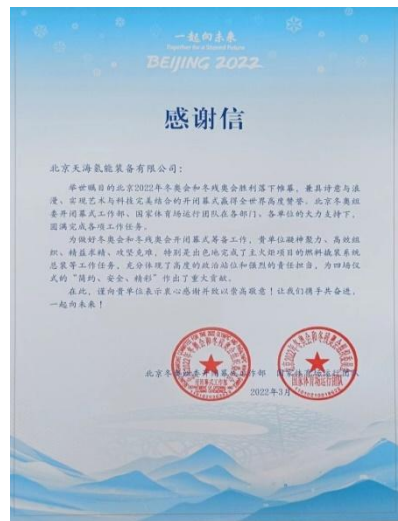 一起向未来
Together for a Shared Future
BEIJING 2022
感谢信
北京天海氢能装备有限公司：
举世瞩目的北京2022年冬奥会和冬残奥会胜利落下帷幕，兼具诗意与浪
漫、实现艺术与科技完美结合的开闭幕式赢得全世界高度赞誉。北京冬奥组
委开闭幕式工作部、国家体育场运行团队在各部门、各单位的大力支持下，
圆满完成各项工作任务。
为做好冬奥会和冬残奥会开闭幕式筹备工作，贵单位凝神聚力、高效组
织、精益求精、攻坚克难，特别是出色地完成了主火炬项目的燃料撬装系统
总装等工作任务，充分体现了高度的政治站位和强烈的责任担当，为四场仪
式的“简约、安全、精彩”作出了重大贡献。
在此，谨向贵单位表示衷心感谢并致以崇高敬意！让我们携手共奋进，
一起向未来！
北京冬奥组委开闭幕式工作部 国家体育场运行团队
2022年3月